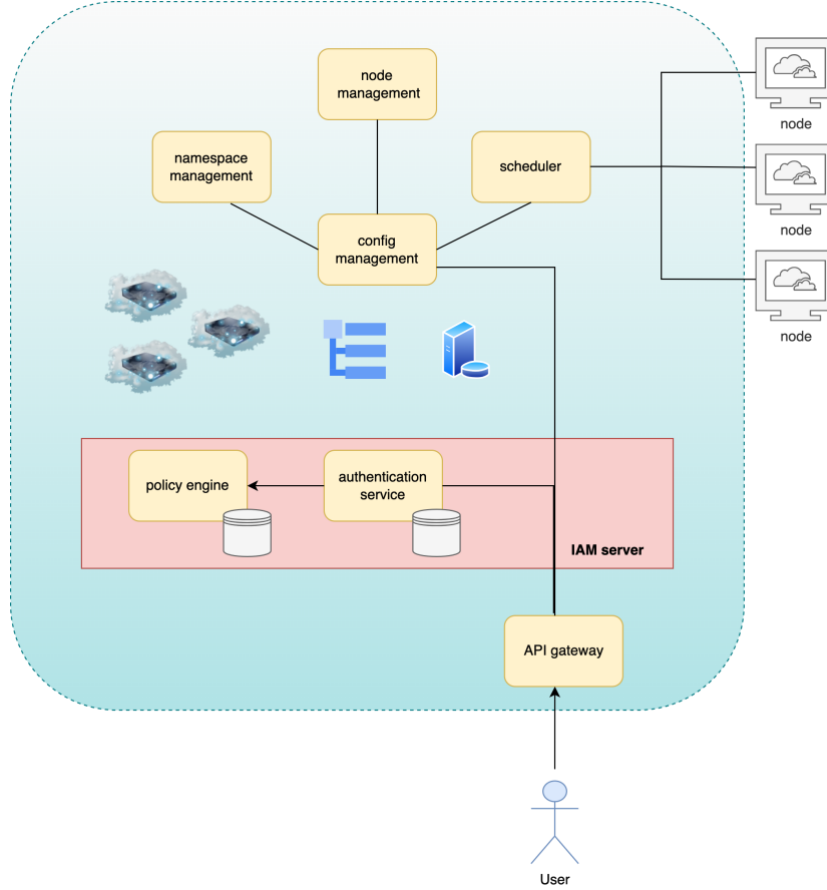 node
management
node
namespace
management
scheduler
node
config
management
node
policy engine
authentication
service
IAM server
API gateway
User